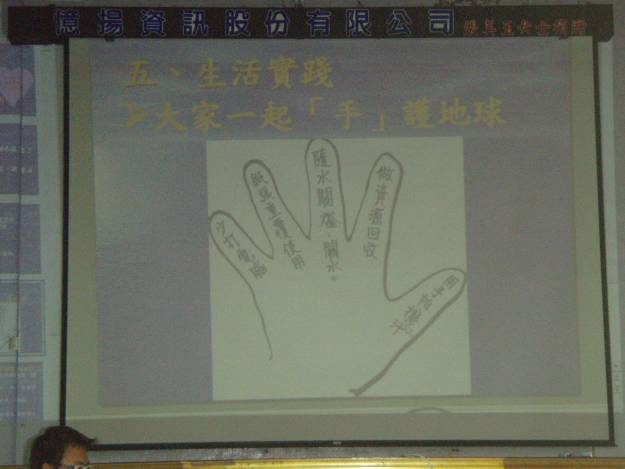 億揚資訊股份有限公司
五、生活實踐
➢大家一起「手」護地球
少打電腦
紙張重覆使用
隨水關燈、關水。
做資源回收